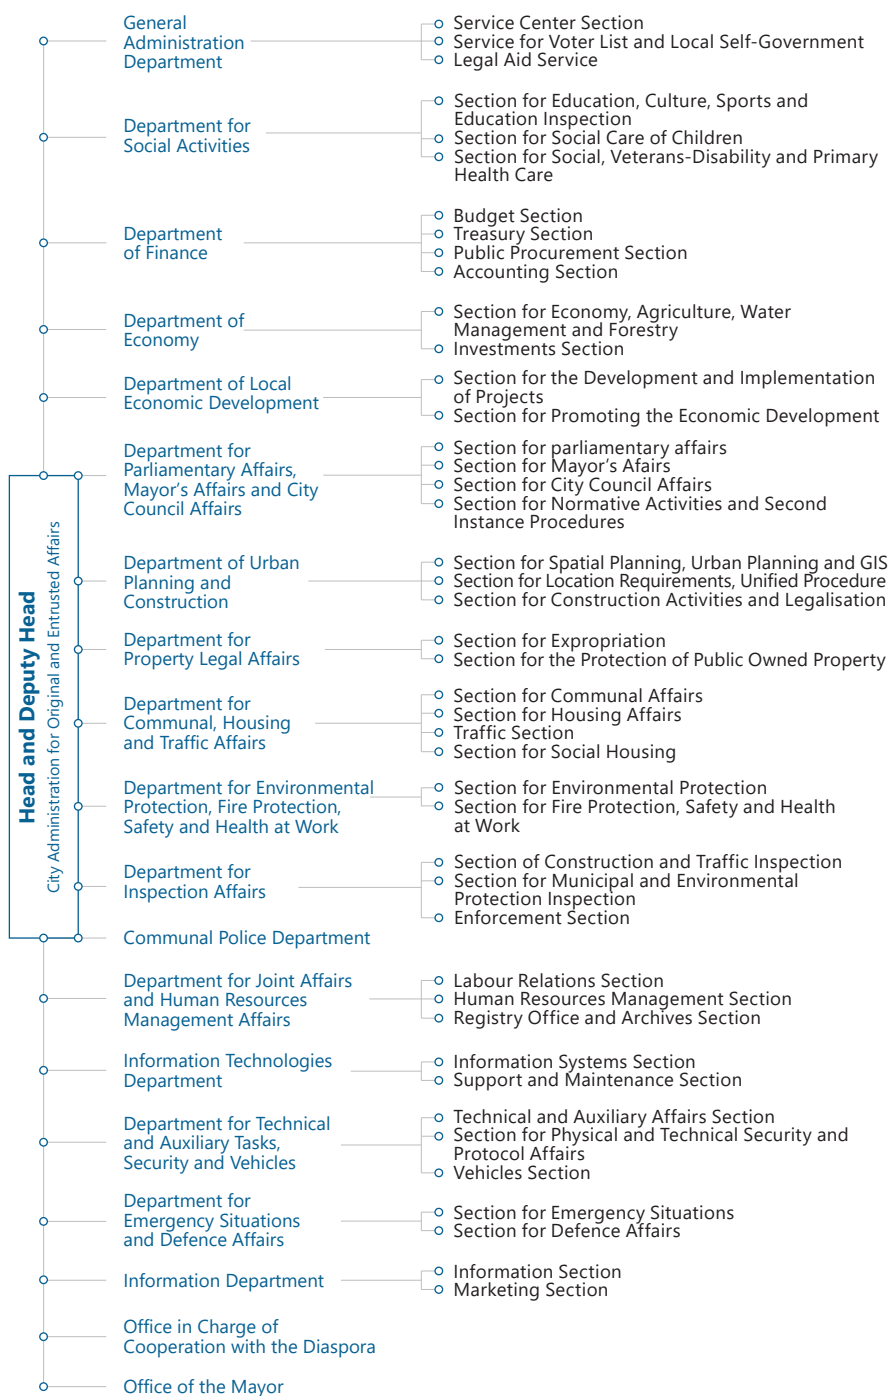 General
Administration
Department
Service Center Section
Service for Voter List and Local Self-Government
Legal Aid Service
Department for
Social Activities
Section for Education, Culture, Sports and
Education Inspection
Section for Social Care of Children
Section for Social, Veterans-Disability and Primary
Health Care
Department
of Finance
Budget Section
Treasury Section
Public Procurement Section
Accounting Section
Department of
Economy
Section for Economy, Agriculture, Water
Management and Forestry
Investments Section
Department of Local
Economic Development
Section for the Development and Implementation
of Projects
Section for Promoting the Economic Development
Head and Deputy Head
City Administration for Original and Entrusted Affairs
Department for
Parliamentary Affairs,
Mayor's Affairs and City
Council Affairs
Section for parliamentary affairs
Section for Mayor's Afairs
Section for City Council Affairs
Section for Normative Activities and Second
Instance Procedures
Department of Urban
Planning and
Construction
Section for Spatial Planning, Urban Planning and GIS
Section for Location Requirements, Unified Procedure
Section for Construction Activities and Legalisation
Department for
Property Legal Affairs
Section for Expropriation
Section for the Protection of Public Owned Property
Department for
Communal, Housing
and Traffic Affairs
Section for Communal Affairs
Section for Housing Affairs
Traffic Section
Section for Social Housing
Department for Environmental
Protection, Fire Protection,
Safety and Health at Work
Section for Environmental Protection
Section for Fire Protection, Safety and Health
at Work
Department for
Inspection Affairs
Section of Construction and Traffic Inspection
Section for Municipal and Environmental
Protection Inspection
Enforcement Section
Communal Police Department
Department for Joint Affairs
and Human Resources
Management Affairs
Labour Relations Section
Human Resources Management Section
Registry Office and Archives Section
Information Technologies
Department
Information Systems Section
Support and Maintenance Section
Department for Technical
and Auxiliary Tasks,
Security and Vehicles
Technical and Auxiliary Affairs Section
Section for Physical and Technical Security and
Protocol Affairs
Vehicles Section
Department for
Emergency Situations
and Defence Affairs
Section for Emergency Situations
Section for Defence Affairs
Information Department
Information Section
Marketing Section
Office in Charge of
Cooperation with the Diaspora
Office of the Mayor